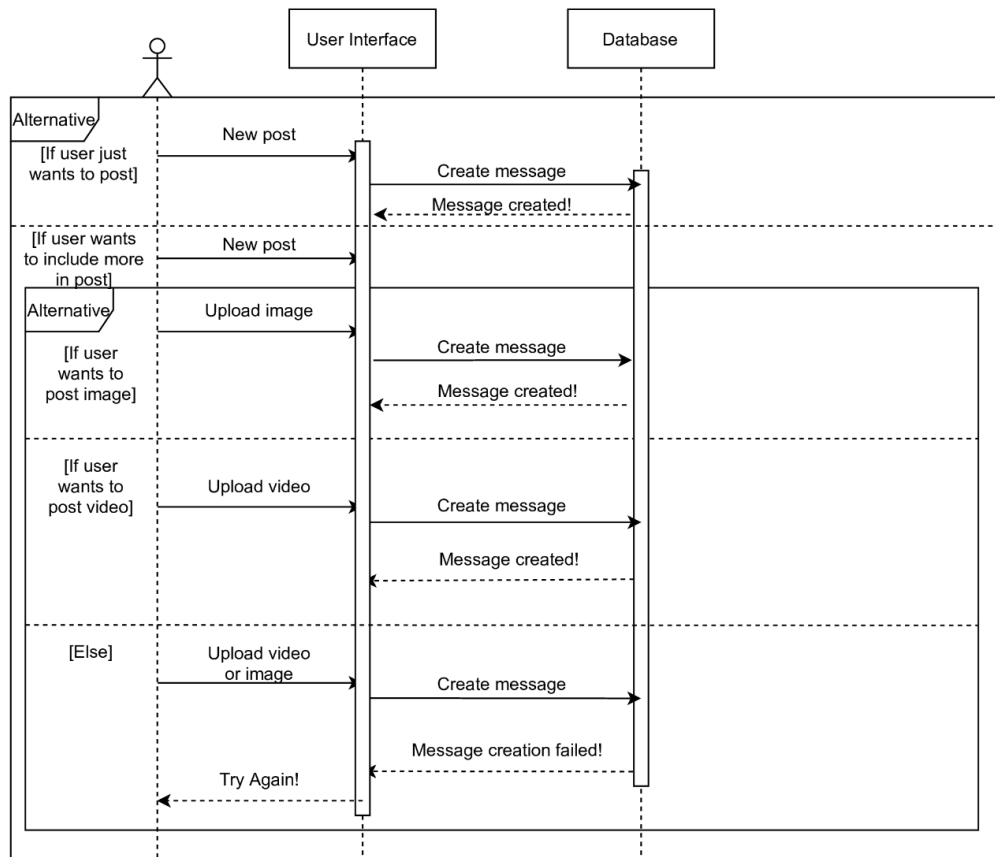 User Interface
Database
Alternative
New post
[If user just
wants to post]
Create message
Message created!
[If user wants
to include more
in post]
New post
Alternative
Upload image
[If user
wants to
post image]
Create message
Message created!
[If user
wants to
post video]
Upload video
Create message
Message created!
[Else]
Upload video
or image
Create message
Message creation failed!
Try Again!